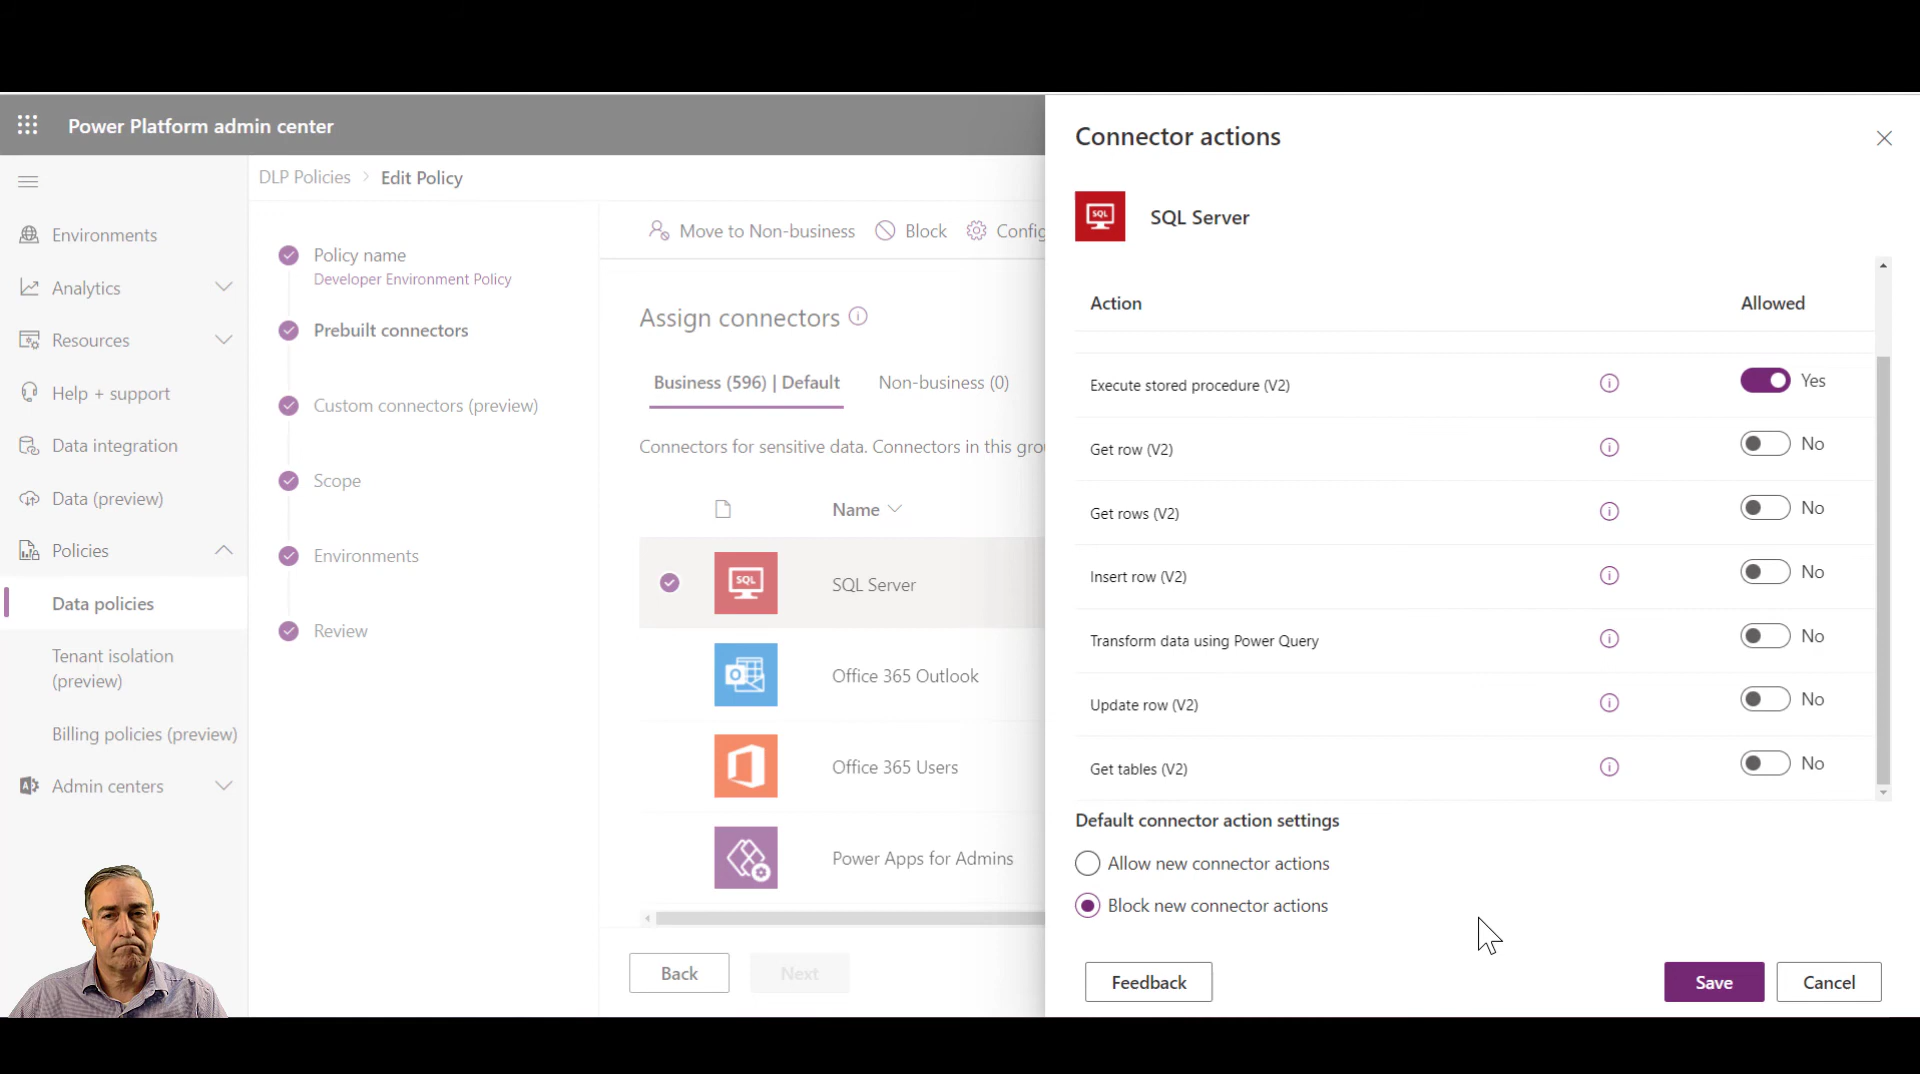 Power Platform admin center
Environments
Analytics
Resources
Help + support
Data integration
Data (preview)
Policies
Data policies
Tenant isolation
(preview)
Billing policies (preview)
Admin centers
DLP Policies > Edit Policy
Policy name
Developer Environment Policy
Prebuilt connectors
Custom connectors (preview)
Scope
Environments
Review
Move to Non-business Block Config
Assign connectors
Business (596) | Default Non-business (0)
Connectors for sensitive data. Connectors in this gro
Name
SQL
SQL Server
Office 365 Outlook
Office 365 Users
Power Apps for Admins
Back Next
Connector actions
SQL
SQL Server
Action Allowed
Execute stored procedure (V2) Yes
Get row (V2) No
Get rows (V2) No
Insert row (V2) No
Transform data using Power Query No
Update row (V2) No
Get tables (V2) No
Default connector action settings
Allow new connector actions
Block new connector actions
Feedback Save Cancel